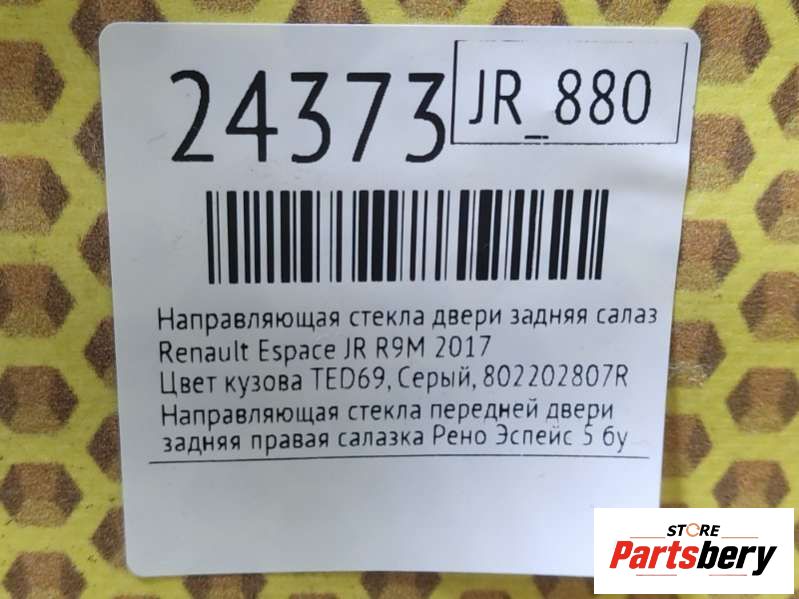 24373
JR_880
Направляющая стекла двери задняя салаз
Renault Espace JR R9M 2017
Цвет кузова TED69, Серый, 802202807R
Направляющая стекла передней двери
задняя правая салазка Рено Эспейс 5 бу
STORE
Partsbery